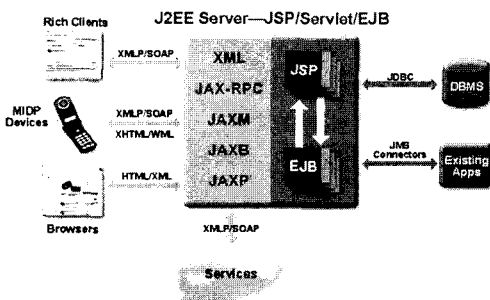 J2EE Server—JSP/Servlet/EJB
Rich Clients
XMLP/SOAP
MIDP
Devices
XMLP/SOAP
XHTML/WML
HTML/XML
Browsers
XML
JAX-RPC
JAXM
JAXB
JAXP
JSP
EJB
JDBC
DBMS
JMB
Connectors
Existing
Apps
XMLP/SOAP
Services